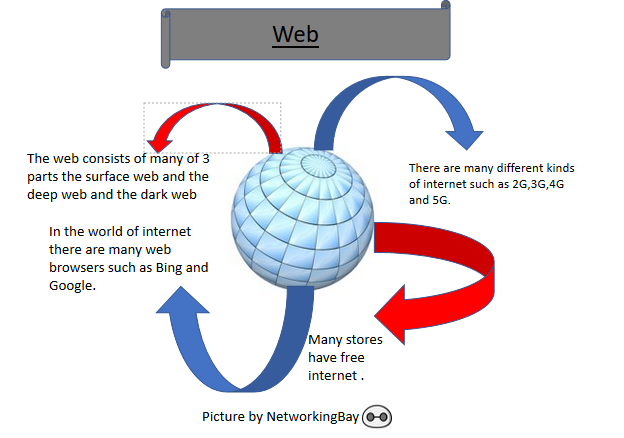 Web
The web consists of many of 3
parts the surface web and the
deep web and the dark web
There are many different kinds
of internet such as 2G,3G,4G
and 5G.
In the world of internet
there are many web
browsers such as Bing and
Google.
Many stores
have free
internet .
Picture by NetworkingBay